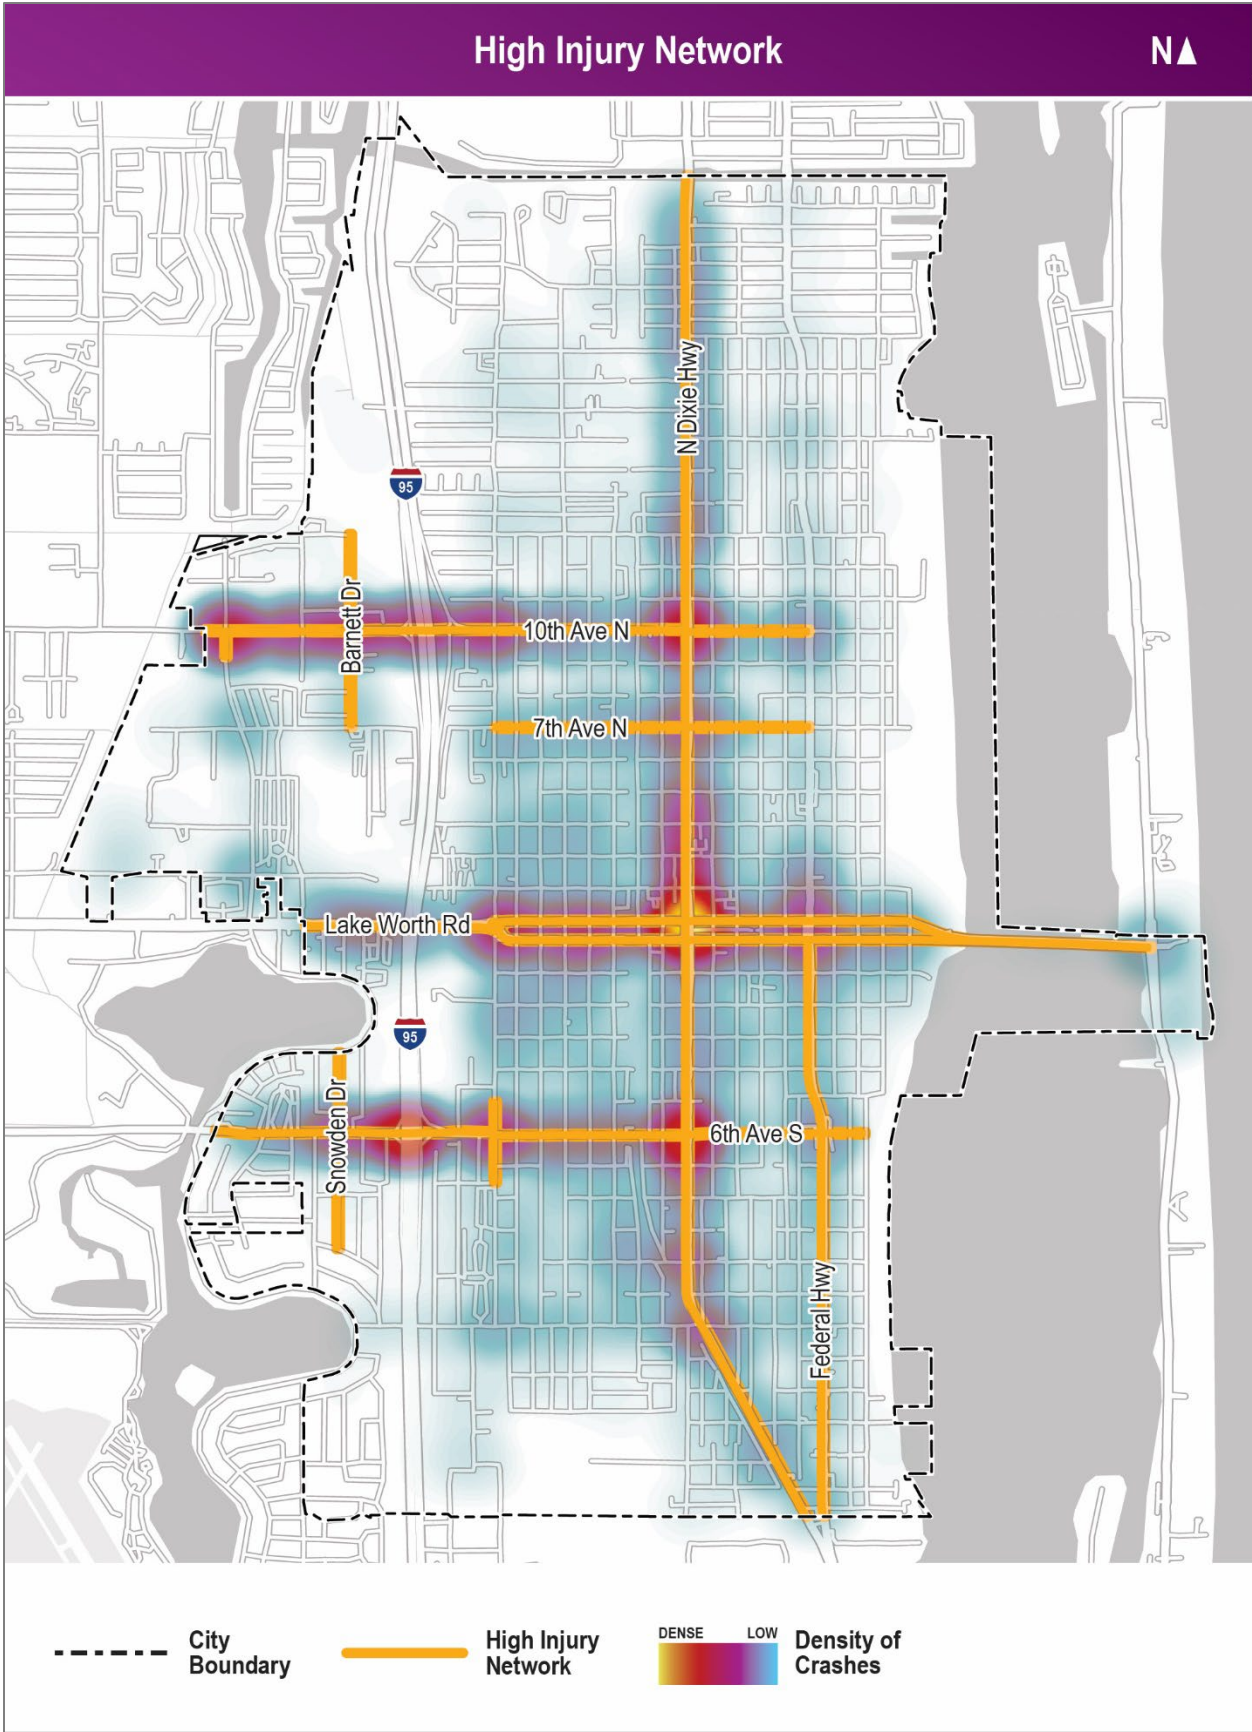 High Injury Network
N
N Dixie Hwy
95
Barnett Dr
10th Ave N
7th Ave N
Lake Worth Rd
95
Snowden Dr
6th Ave S
Federal Hwy
City
Boundary
High Injury
Network
DENSE
LOW
Density of
Crashes